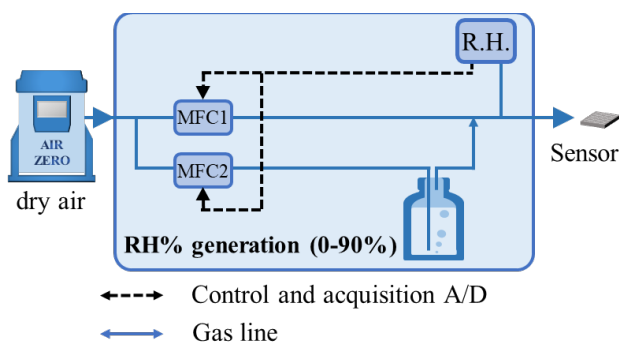 R.H.
MFC1
AIR
ZERO
Sensor
MFC2
dry air
RH% generation (0-90%)
Control and acquisition A/D
Gas line